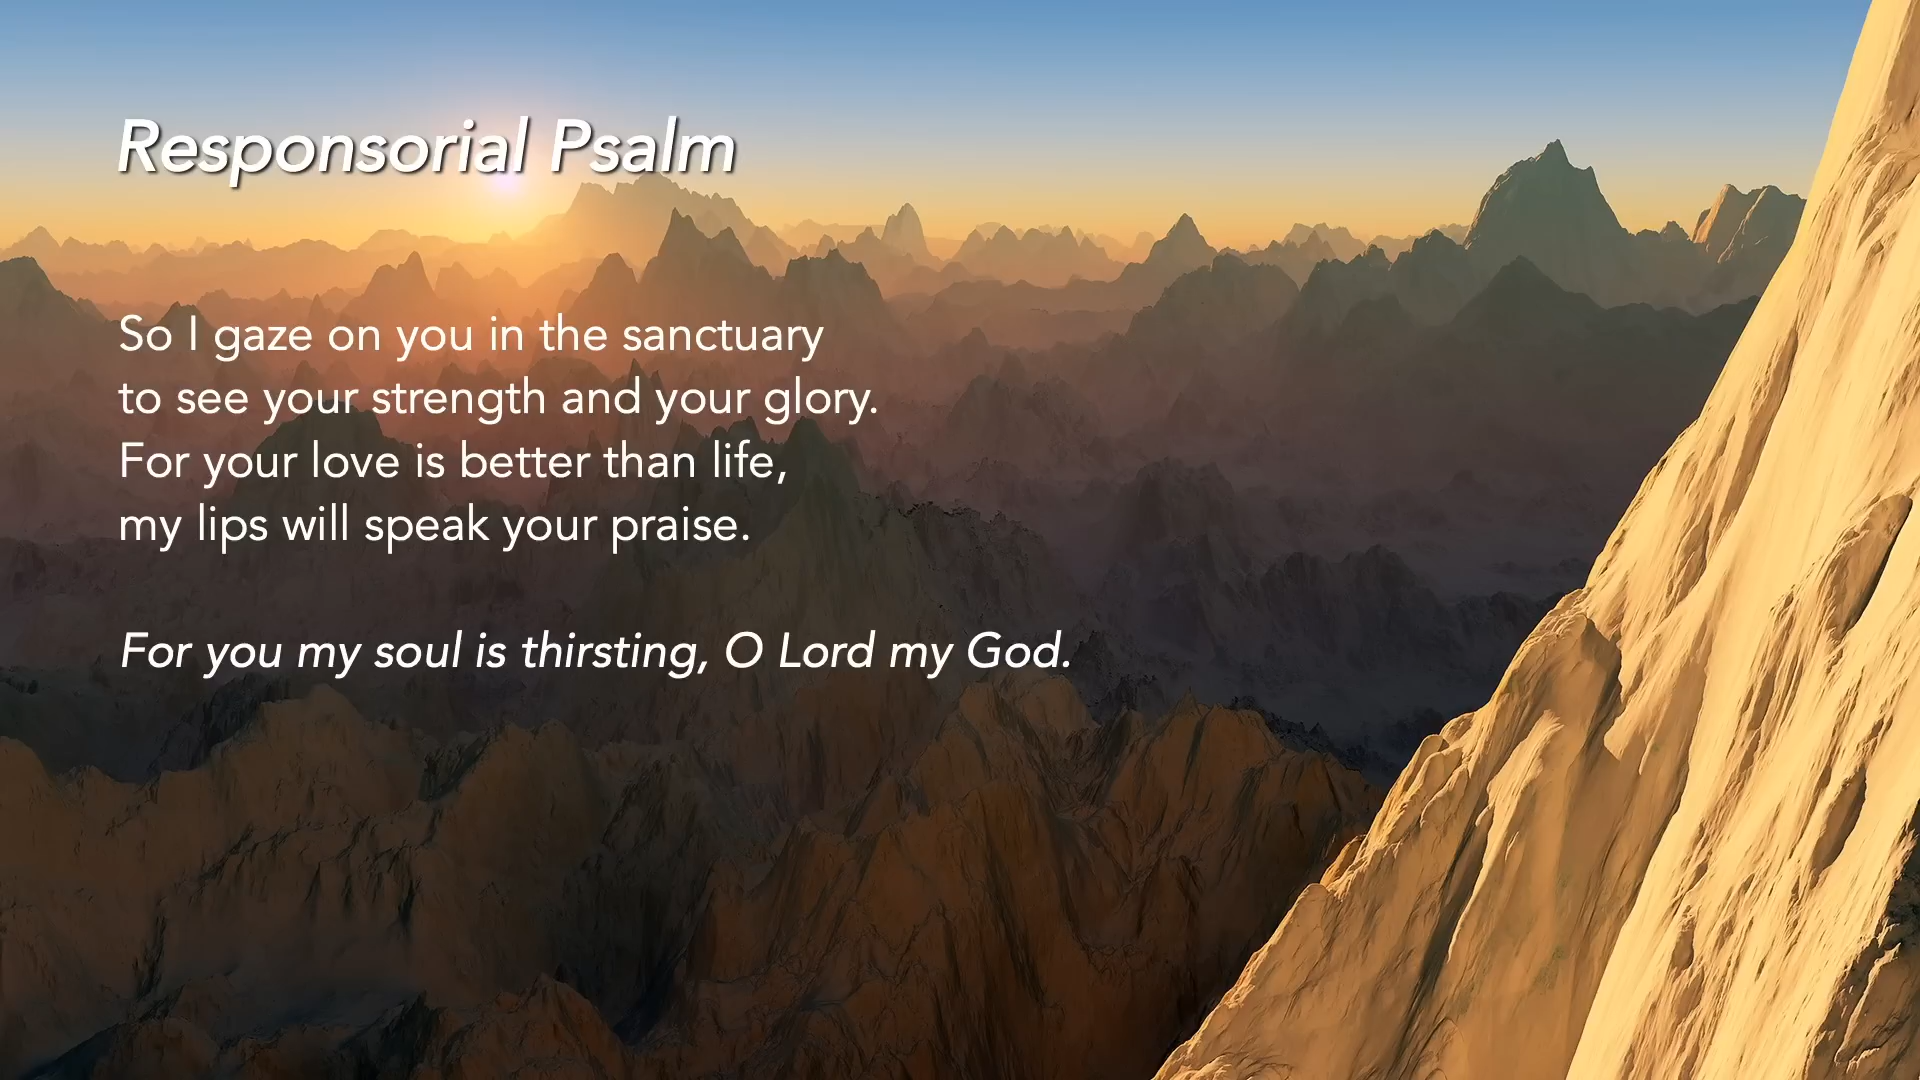 Responsorial Psalm
So I gaze on you in the sanctuary
to see your strength and your glory.
For your love is better than life,
my lips will speak your praise.
For you my soul is thirsting, O Lord my God.